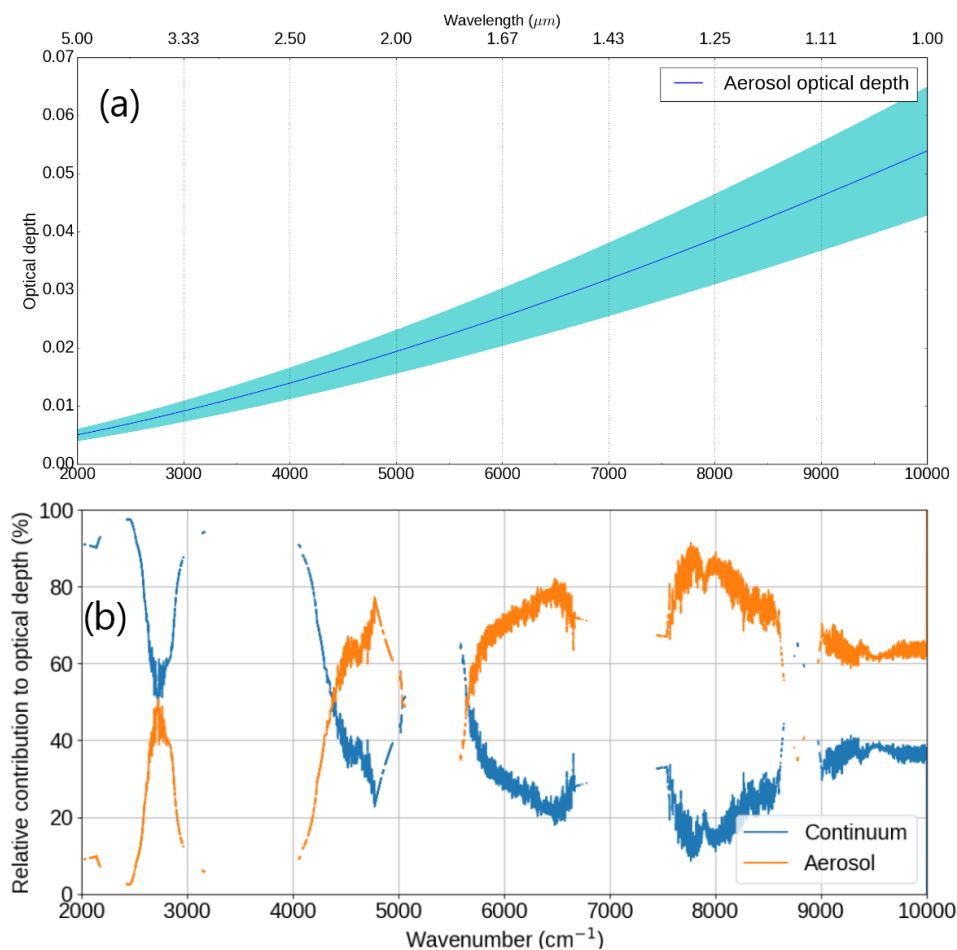 Wavelength (μm)
5.00 3.33 2.50 2.00 1.67 1.43 1.25 1.11 1.00
0.07
(a)
Aerosol optical depth
0.06
0.05
0.04
Optical depth
0.03
0.02
0.01
0.00
2000 3000 4000 5000 6000 7000 8000 9000 10000
100
80
(b)
Relative contribution to optical depth (%)
60
40
20
Continuum
Aerosol
0
2000 3000 4000 5000 6000 7000 8000 9000 10000
Wavenumber (cm⁻¹)